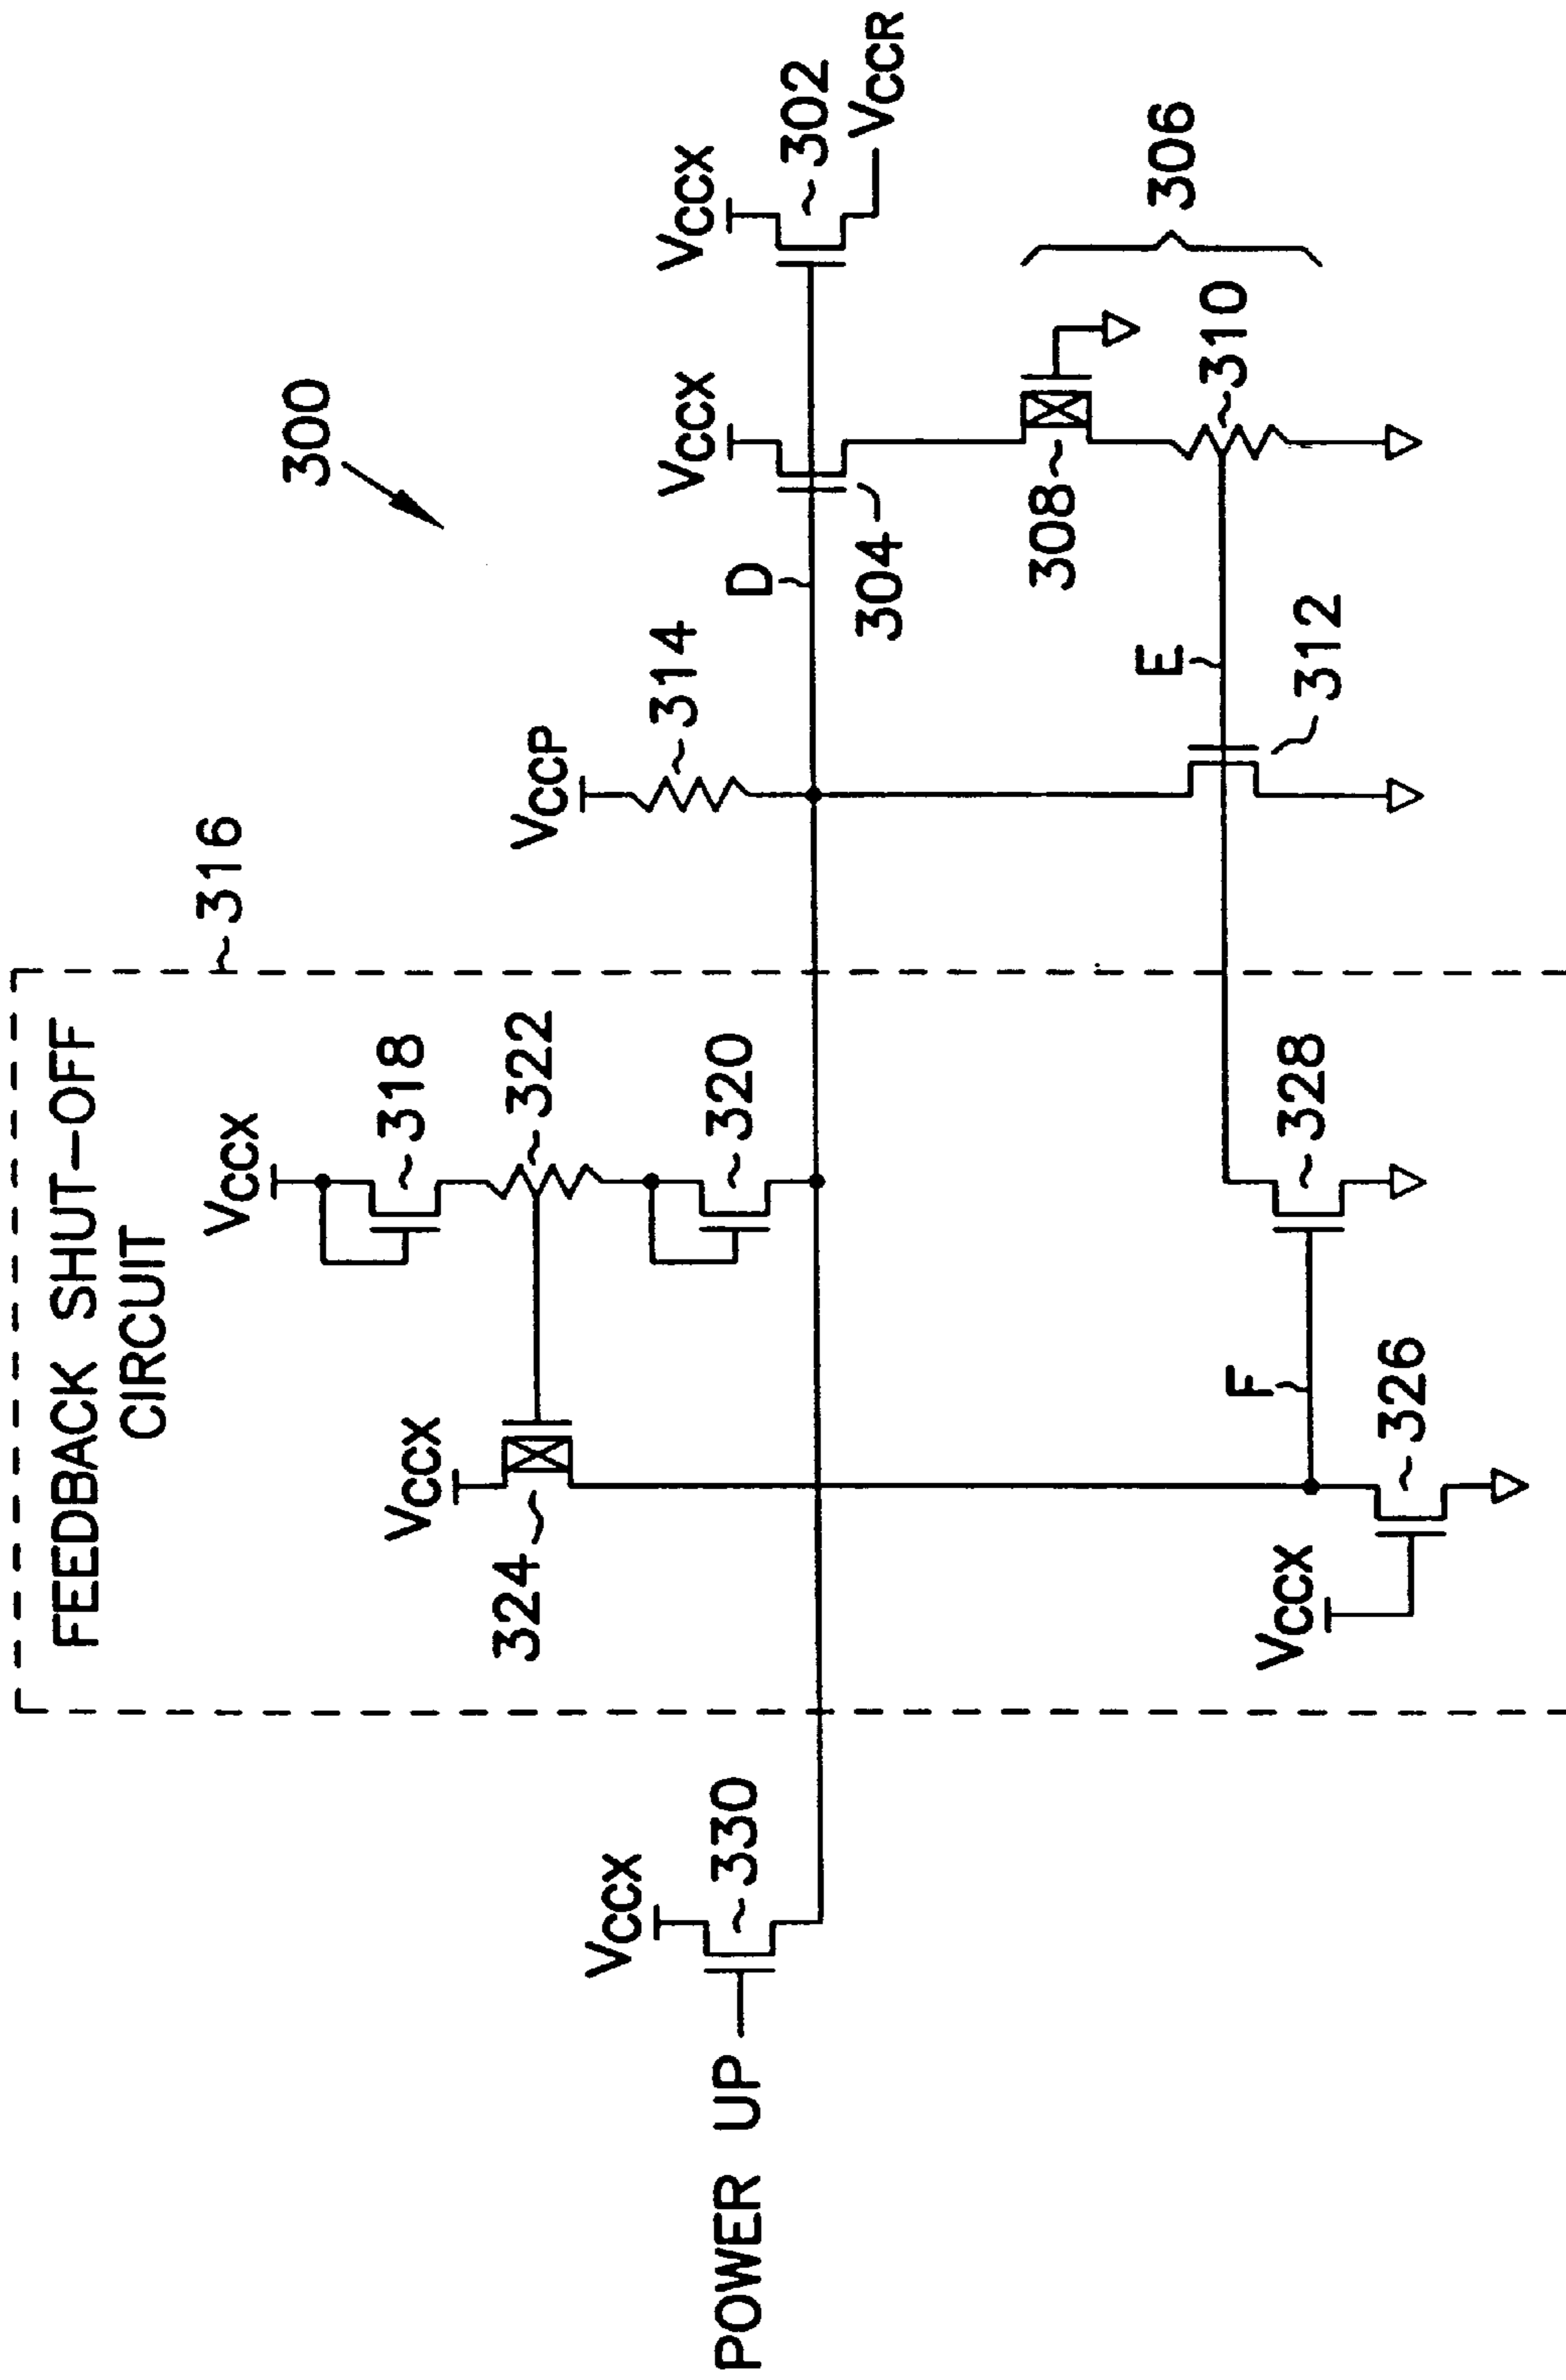 300
FEEDBACK SHUT-OFF
CIRCUIT
316
VCCX
318
322
320
VCCX
324
VCCP
314
D
VCCX
304
VCCX
302
VCCR
306
308
310
E
312
328
F
326
VCCX
VCCX
330
POWER UP